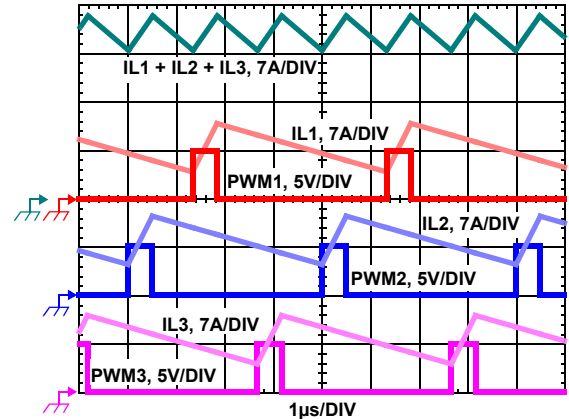 IL1 + IL2 + IL3, 7A/DIV
IL1, 7A/DIV
PWM1, 5V/DIV
IL2, 7A/DIV
PWM2, 5V/DIV
IL3, 7A/DIV
PWM3, 5V/DIV
1µs/DIV